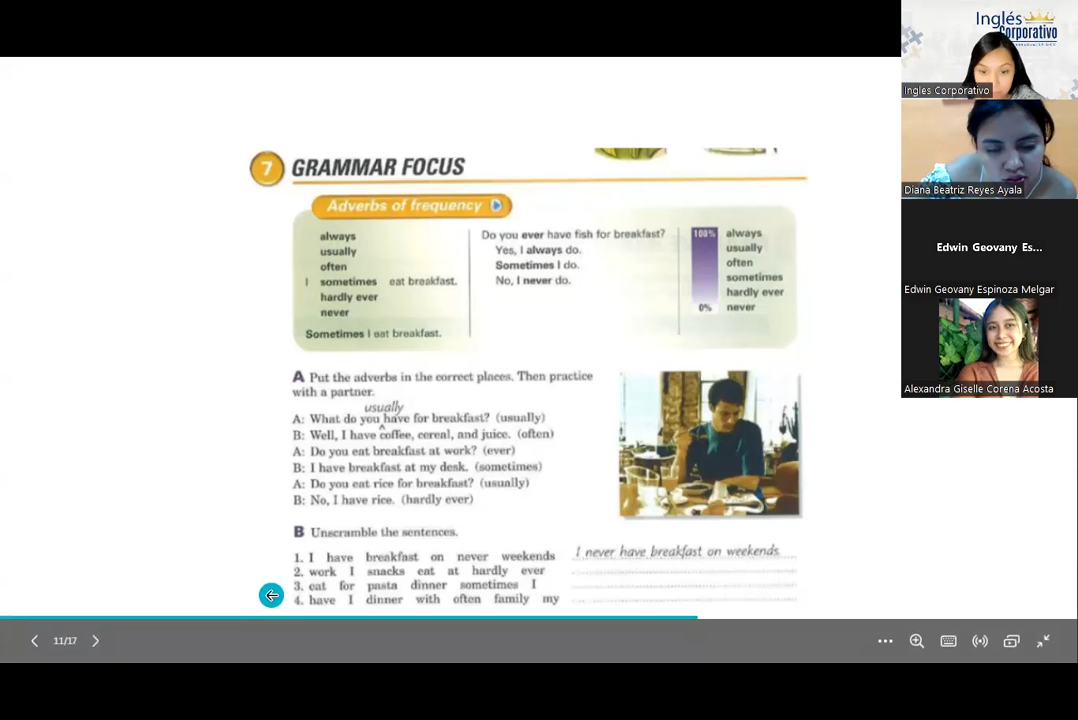 Inglés
Corporativo
Ingles Corporativo
Diana Beatriz Reyes Ayala
Edwin Geovany Es...
Edwin Geovany Espinoza Melgar
Alexandra Giselle Corena Acosta
7 GRAMMAR FOCUS
Adverbs of frequency
always
usually
often
I sometimes eat breakfast.
hardly ever
never
Sometimes I eat breakfast.
Do you ever have fish for breakfast?
Yes, I always do.
Sometimes I do.
No, I never do.
100% always
usually
often
sometimes
hardly ever
0% never
A Put the adverbs in the correct places. Then practice
with a partner.
usually
A: What do you have for breakfast? (usually)
B: Well, I have coffee, cereal, and juice. (often)
A: Do you eat breakfast at work? (ever)
B: I have breakfast at my desk. (sometimes)
A: Do you eat rice for breakfast? (usually)
B: No, I have rice. (hardly ever)
B Unscramble the sentences.
1. I have breakfast on never weekends I never have breakfast on weekends.
2. work I snacks eat at hardly ever
3. eat for pasta dinner sometimes I
4. have I dinner with often family my
11/17